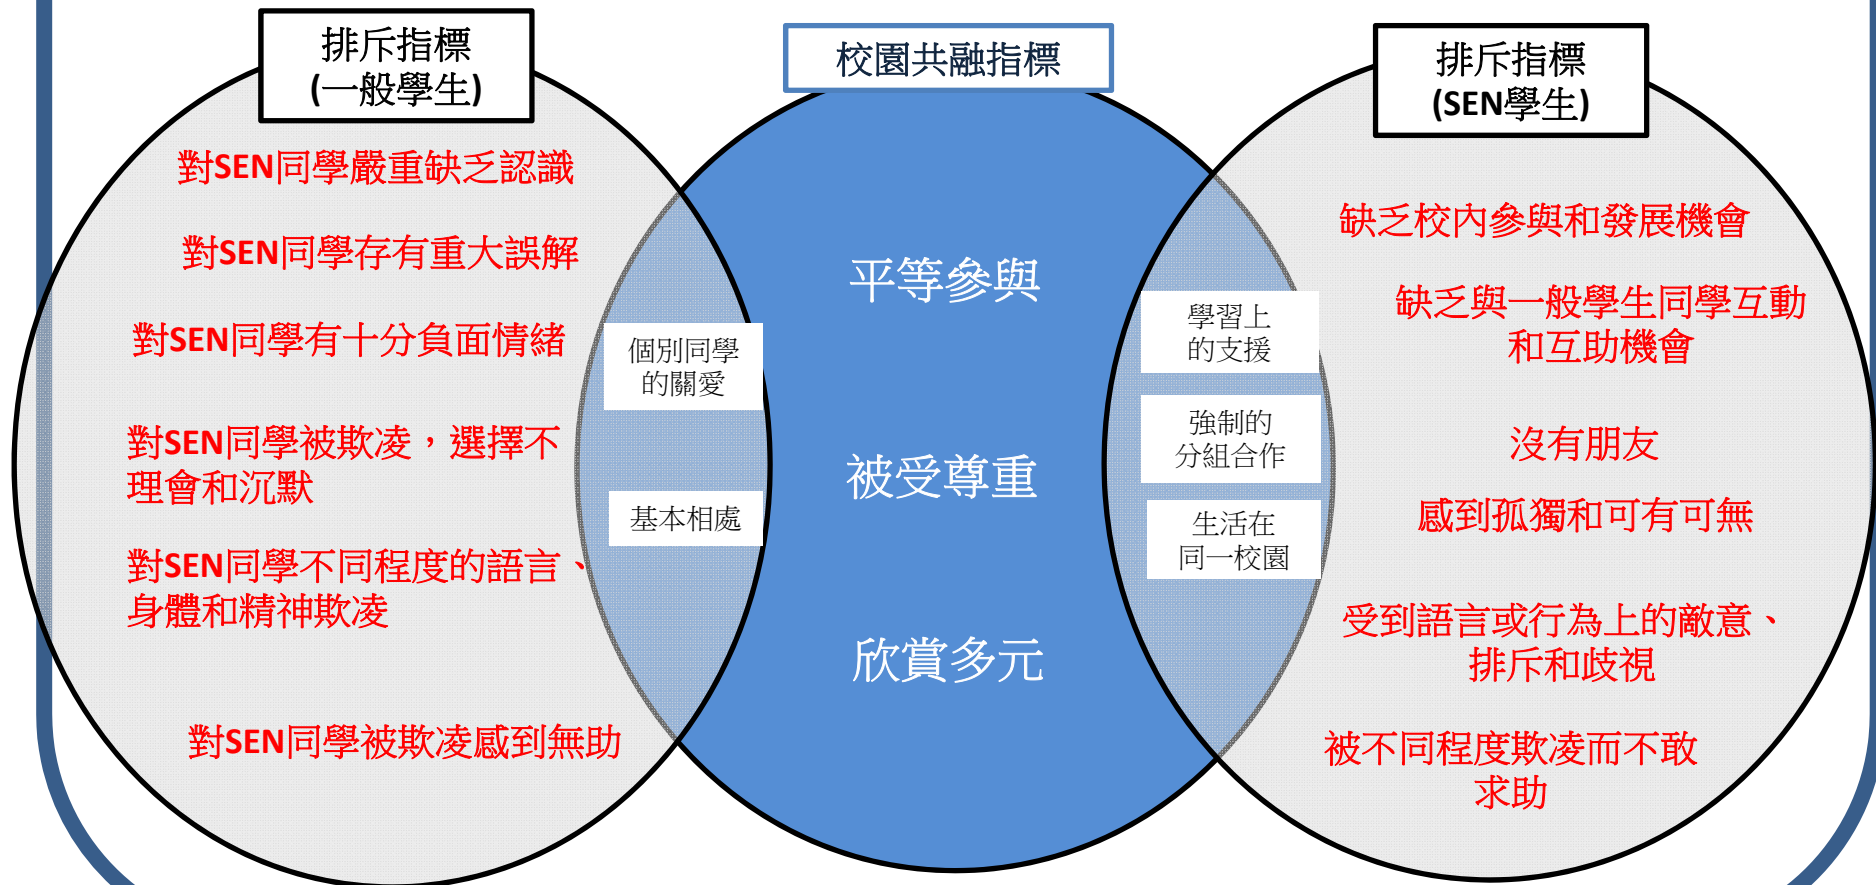 排斥指標
(一般學生)
對SEN同學嚴重缺乏認識
對SEN同學存有重大誤解
對SEN同學有十分負面情緒
對SEN同學被欺凌，選擇不
理會和沉默
對SEN同學不同程度的語言、
身體和精神欺凌
對SEN同學被欺凌感到無助
個別同學
的關愛
基本相處
校園共融指標
平等參與
被受尊重
欣賞多元
學習上
的支援
強制的
分組合作
生活在
同一校園
排斥指標
(SEN學生)
缺乏校內參與和發展機會
缺乏與一般學生同學互動
和互助機會
沒有朋友
感到孤獨和可有可無
受到語言或行為上的敵意、
排斥和歧視
被不同程度欺凌而不敢
求助